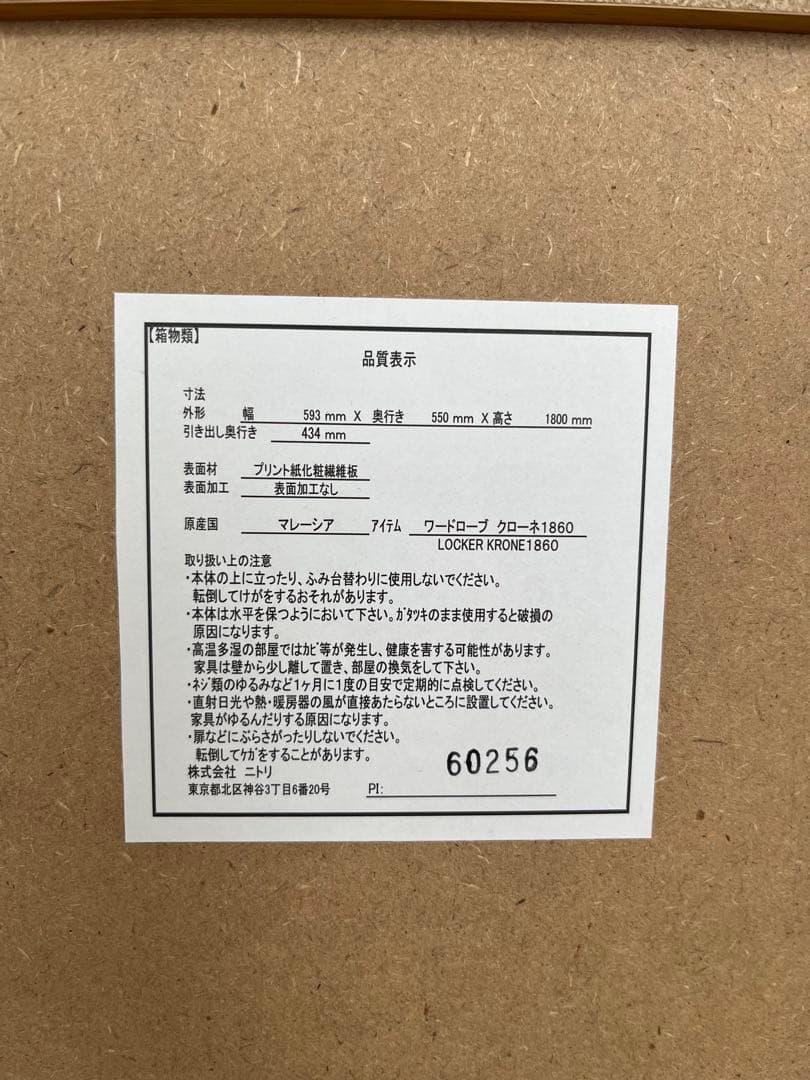 【箱物類】
品質表示
寸法
外形 幅 593 mm X 奥行き 550 mm X 高さ 1800 mm
引き出し奥行き 434 mm
表面材 プリント紙化粧繊維板
表面加工 表面加工なし
原産国 マレーシア ｱｲﾃﾑ ワードローブ クローネ1860
LOCKER KRONE1860
取り扱い上の注意
・本体の上に立ったり、ふみ台替わりに使用しないでください。
転倒してけがをするおそれがあります。
・本体は水平を保つようにおいて下さい。ｶﾞﾀﾂｷのまま使用すると破損の
原因になります。
・高温多湿の部屋ではｶﾋﾞ等が発生し、健康を害する可能性があります。
家具は壁から少し離して置き、部屋の換気をして下さい。
・ﾈｼﾞ類のゆるみなど1ヶ月に1度の目安で定期的に点検してください。
・直射日光や熱・暖房器の風が直接あたらないところに設置してください。
家具がゆるんだりする原因になります。
・扉などにぶらさがったりしないでください。
転倒してｹｶﾞをすることがあります。
株式会社 ニトリ 60256
東京都北区神谷3丁目6番20号 PI: